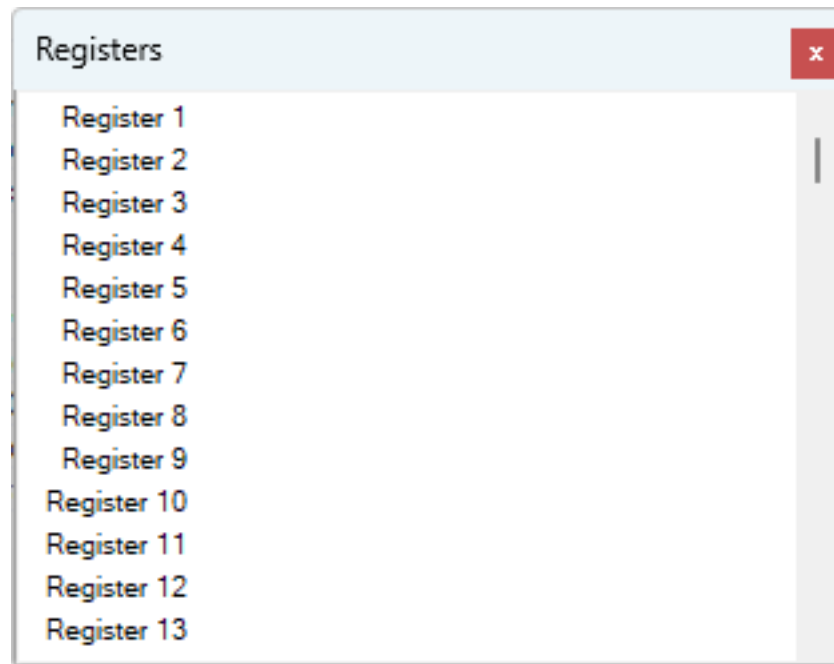 Registers
x
Register 1
Register 2
Register 3
Register 4
Register 5
Register 6
Register 7
Register 8
Register 9
Register 10
Register 11
Register 12
Register 13